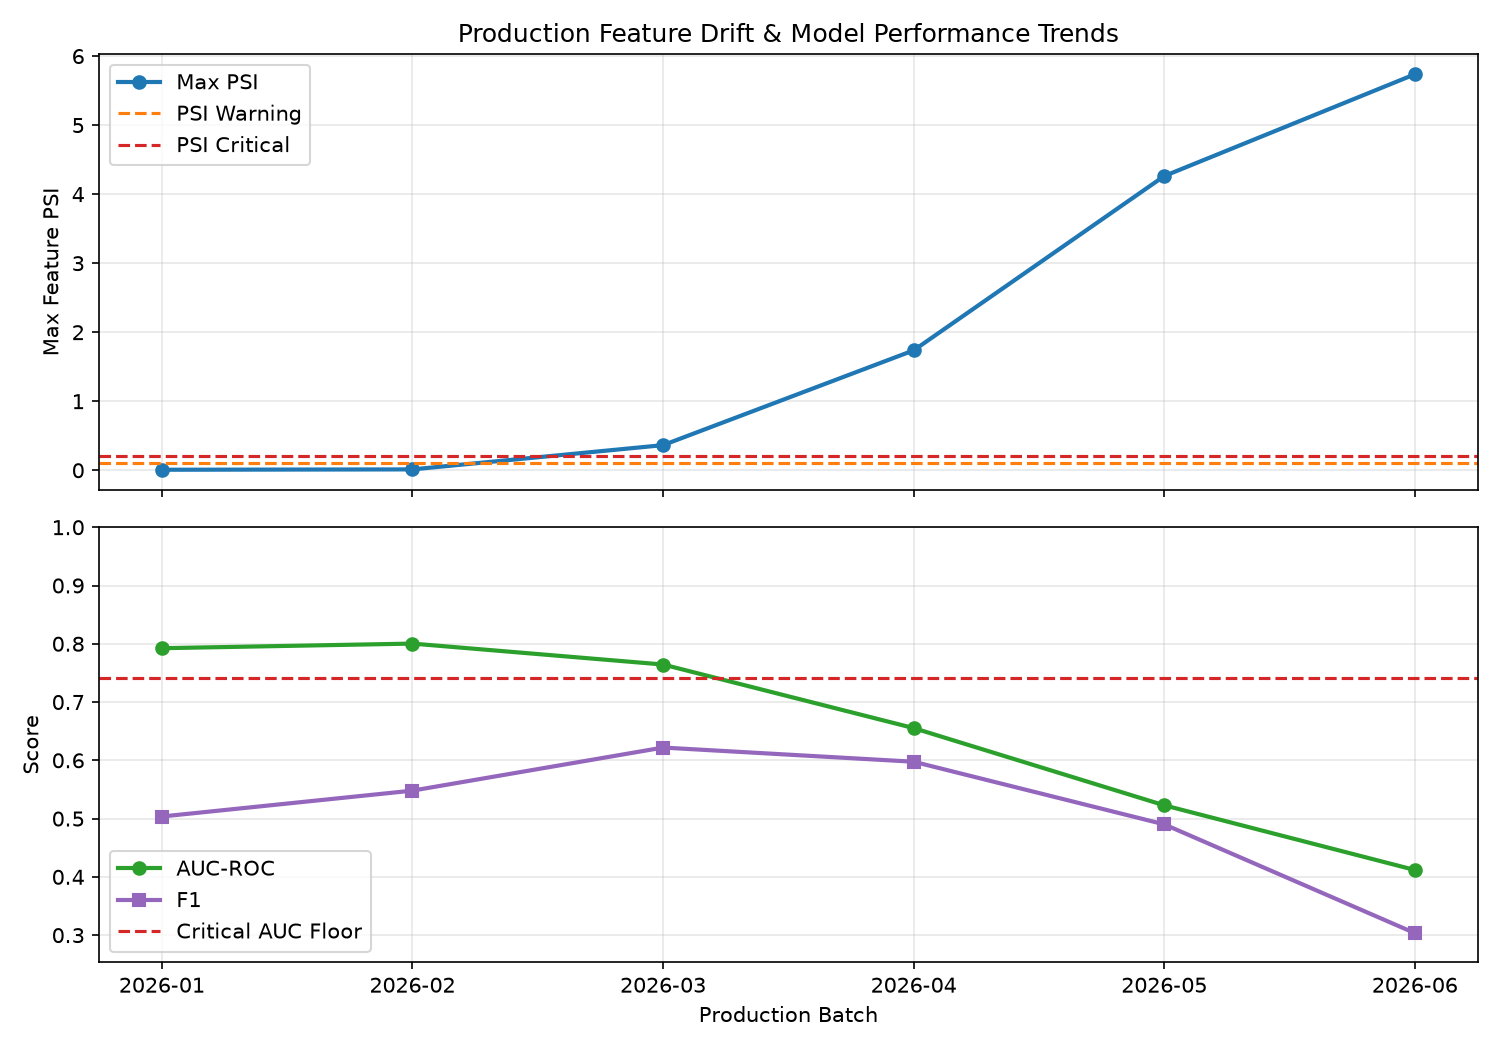 Production Feature Drift & Model Performance Trends
Max PSI
PSI Warning
PSI Critical
Max Feature PSI
6
5
4
3
2
1
0
1.0
0.9
0.8
0.7
0.6
0.5
0.4
0.3
Score
AUC-ROC
F1
Critical AUC Floor
2026-01 2026-02 2026-03 2026-04 2026-05 2026-06
Production Batch